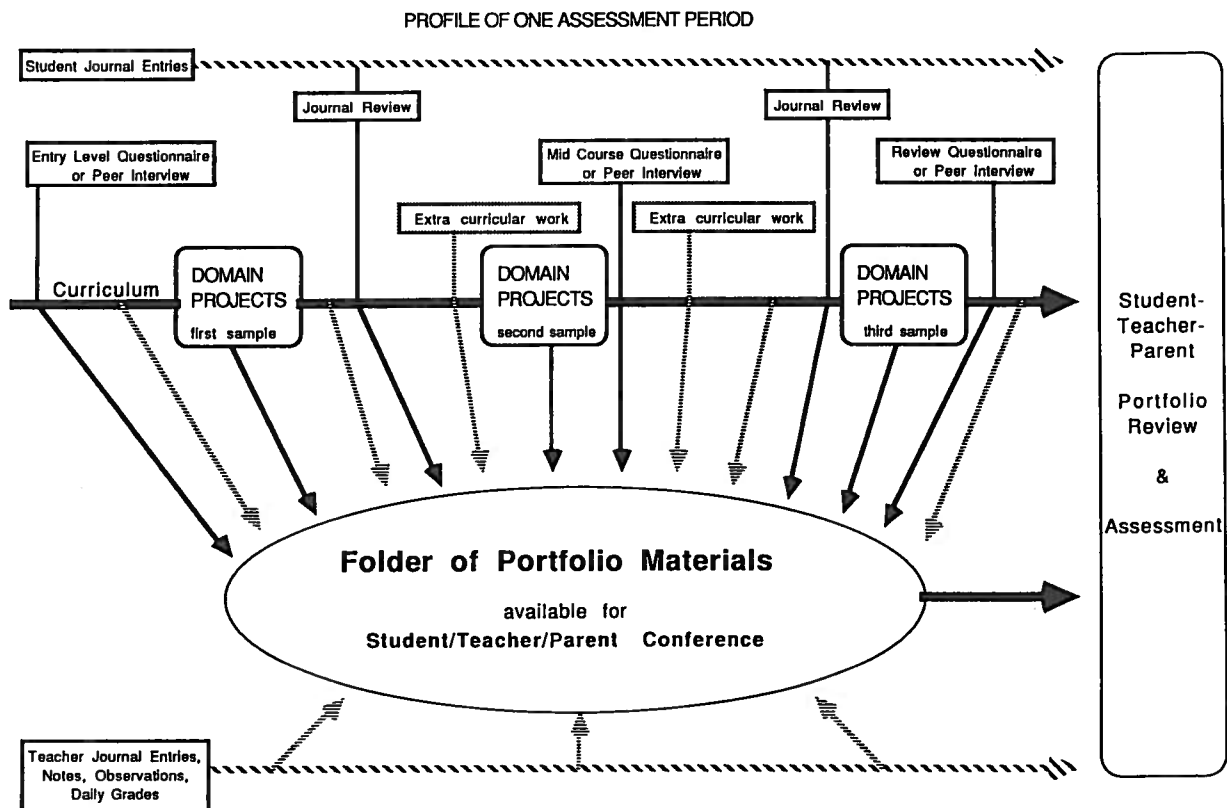 PROFILE OF ONE ASSESSMENT PERIOD
Student Journal Entries
Journal Review
Journal Review
Entry Level Questionnaire
or Peer Interview
Mid Course Questionnaire
or Peer Interview
Review Questionnaire
or Peer Interview
Extra curricular work
Extra curricular work
Curriculum
DOMAIN
PROJECTS
first sample
DOMAIN
PROJECTS
second sample
DOMAIN
PROJECTS
third sample
Student-
Teacher-
Parent
Portfolio
Review
&
Assessment
Folder of Portfolio Materials
available for
Student/Teacher/Parent Conference
Teacher Journal Entries,
Notes, Observations,
Daily Grades